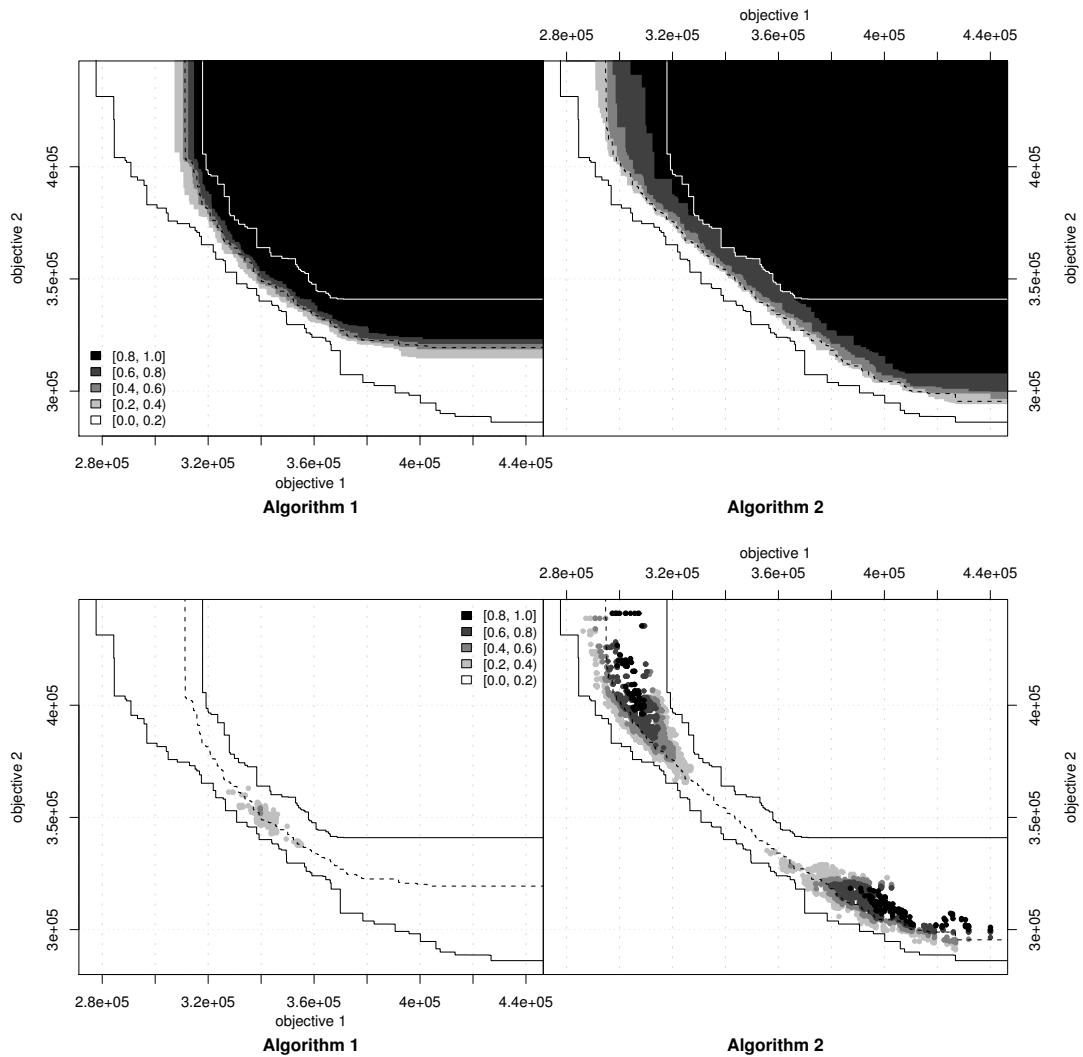 objective 1
2.8e+05 3.2e+05 3.6e+05 4e+05 4.4e+05
objective 2
3e+05 3.5e+05 4e+05
[0.8, 1.0]
[0.6, 0.8)
[0.4, 0.6)
[0.2, 0.4)
[0.0, 0.2)
3e+05 3.5e+05 4e+05
objective 2
2.8e+05 3.2e+05 3.6e+05 4e+05 4.4e+05
objective 1
Algorithm 1 Algorithm 2
objective 1
2.8e+05 3.2e+05 3.6e+05 4e+05 4.4e+05
objective 2
3e+05 3.5e+05 4e+05
[0.8, 1.0]
[0.6, 0.8)
[0.4, 0.6)
[0.2, 0.4)
[0.0, 0.2)
3e+05 3.5e+05 4e+05
objective 2
2.8e+05 3.2e+05 3.6e+05 4e+05 4.4e+05
objective 1
Algorithm 1 Algorithm 2